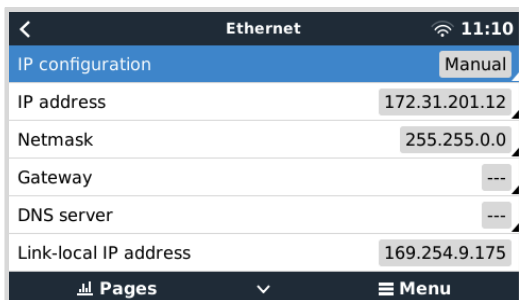 Ethernet 11:10
IP configuration Manual
IP address 172.31.201.12
Netmask 255.255.0.0
Gateway ---
DNS server ---
Link-local IP address 169.254.9.175
Pages Menu